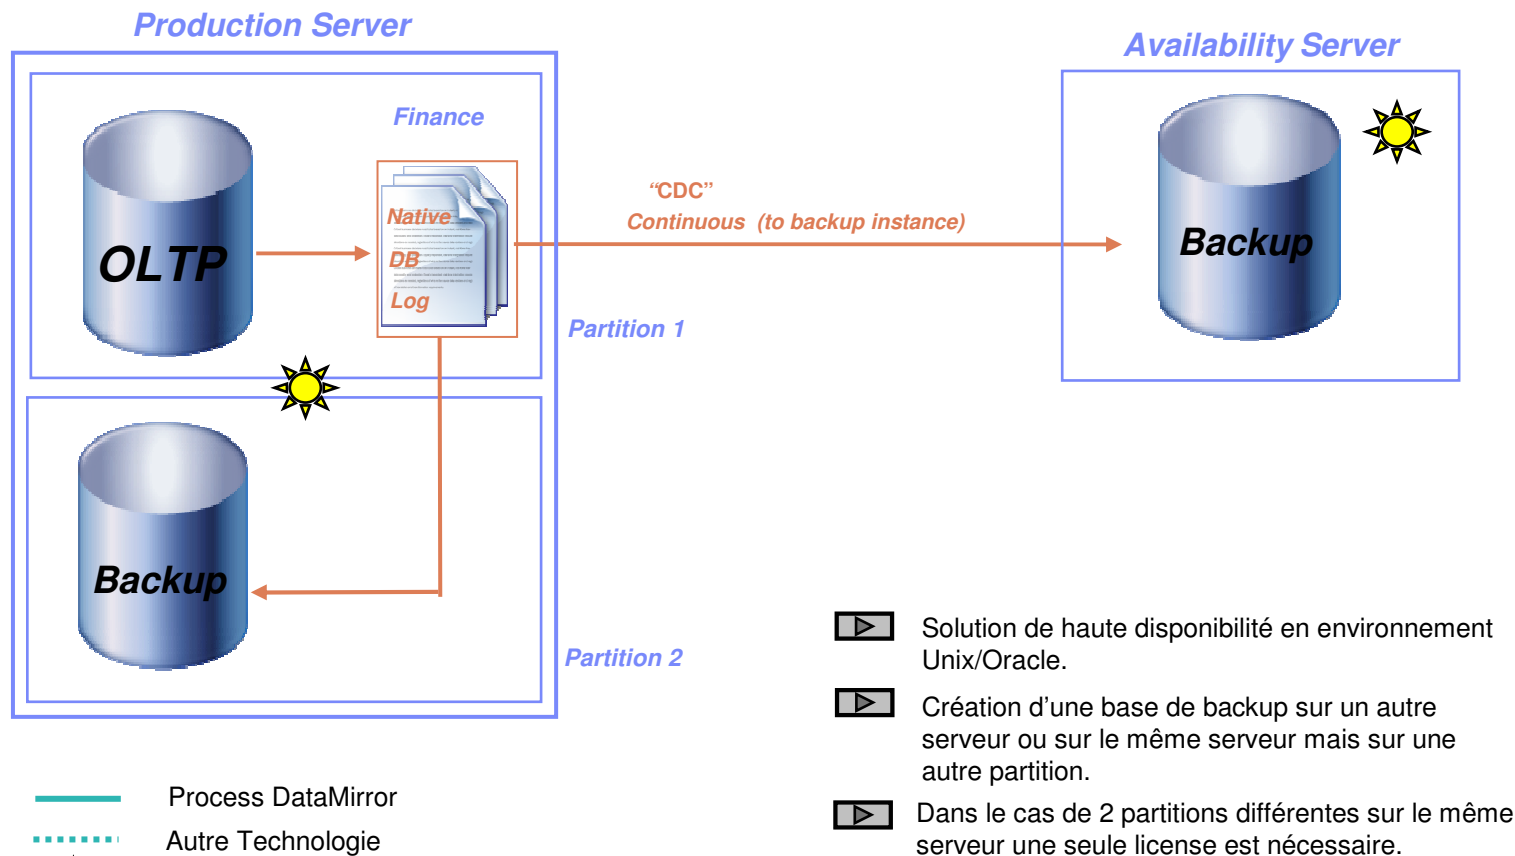 Production Server
Availability Server
Finance
OLTP
Native
DB
Log
“CDC”
Continuous (to backup instance)
Backup
Partition 1
Backup
Partition 2
Solution de haute disponibilité en environnement
Unix/Oracle.
Création d’une base de backup sur un autre
serveur ou sur le même serveur mais sur une
autre partition.
Dans le cas de 2 partitions différentes sur le même
serveur une seule license est nécessaire.
Process DataMirror
Autre Technologie